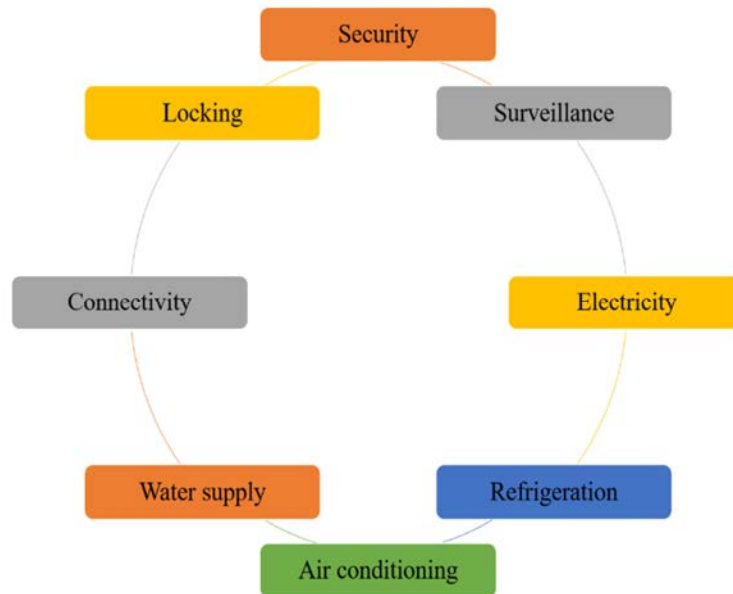 Security
Locking
Surveillance
Connectivity
Electricity
Water supply
Refrigeration
Air conditioning